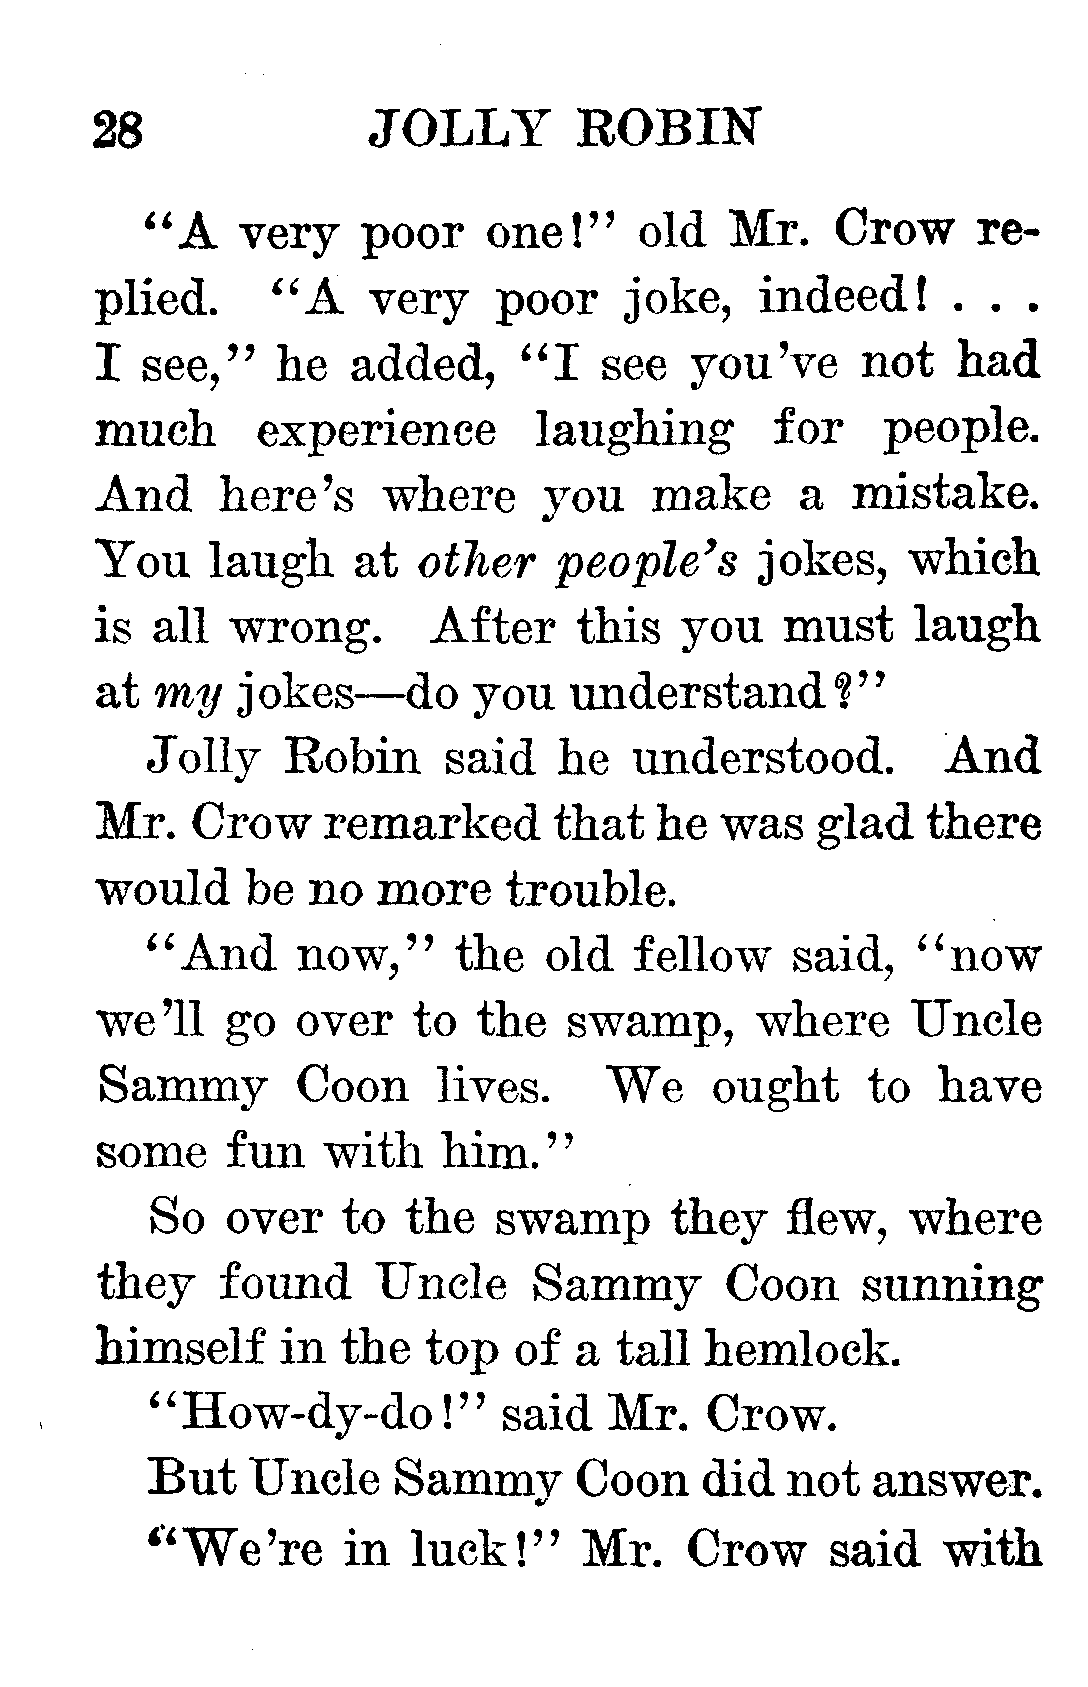 28 JOLLY ROBIN
“A very poor one!” old Mr. Crow re-
plied. “A very poor joke, indeed! . . .
I see,” he added, “I see you’ve not had
much experience laughing for people.
And here’s where you make a mistake.
You laugh at other people’s jokes, which
is all wrong. After this you must laugh
at my jokes—do you understand?”
Jolly Robin said he understood. And
Mr. Crow remarked that he was glad there
would be no more trouble.
“And now,” the old fellow said, “now
we’ll go over to the swamp, where Uncle
Sammy Coon lives. We ought to have
some fun with him.”
So over to the swamp they flew, where
they found Uncle Sammy Coon sunning
himself in the top of a tall hemlock.
“How-dy-do!” said Mr. Crow.
But Uncle Sammy Coon did not answer.
“We’re in luck!” Mr. Crow said with